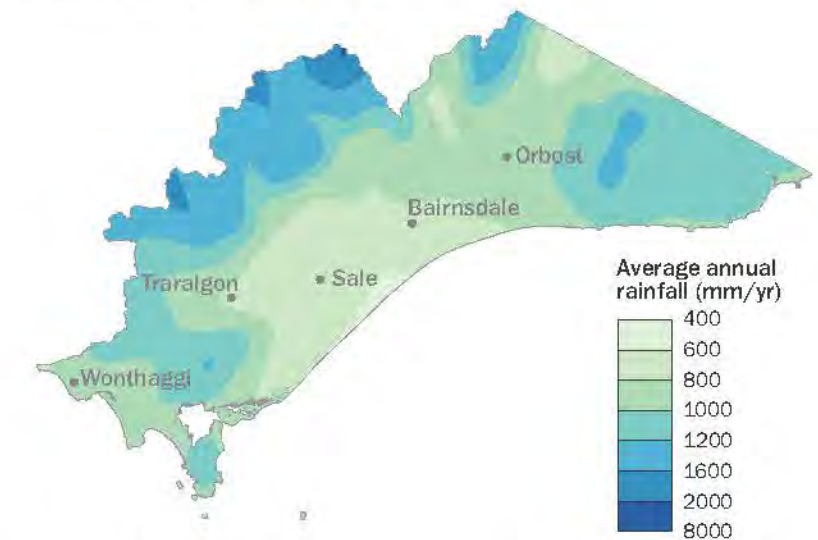 Orbost
Bairnsdale
Traralgon
Sale
Wonthaggi
Average annual
rainfall (mm/yr)
400
600
800
1000
1200
1600
2000
8000